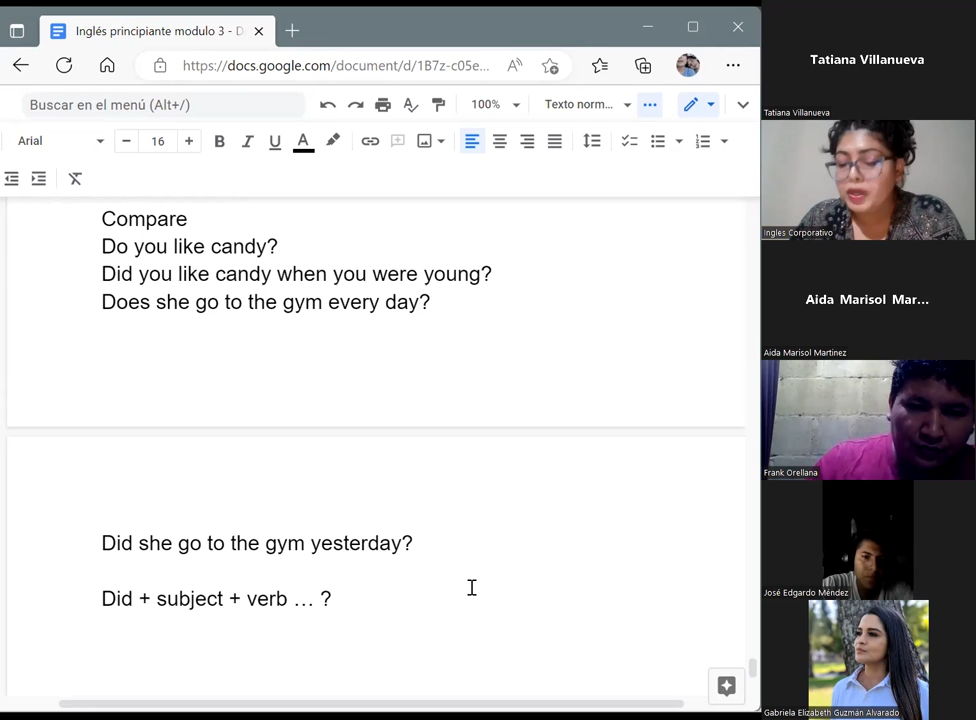 Inglés principiante modulo 3 - D
https://docs.google.com/document/d/1B7z-c05e...
Buscar en el menú (Alt+/)
100%
Texto norm...
Arial
16
Compare
Do you like candy?
Did you like candy when you were young?
Does she go to the gym every day?
Did she go to the gym yesterday?
Did + subject + verb … ?
Tatiana Villanueva
Tatiana Villanueva
Ingles Corporativo
Aida Marisol Mar...
Aida Marisol Martínez
Frank Orellana
José Edgardo Méndez
Gabriela Elizabeth Guzmán Alvarado